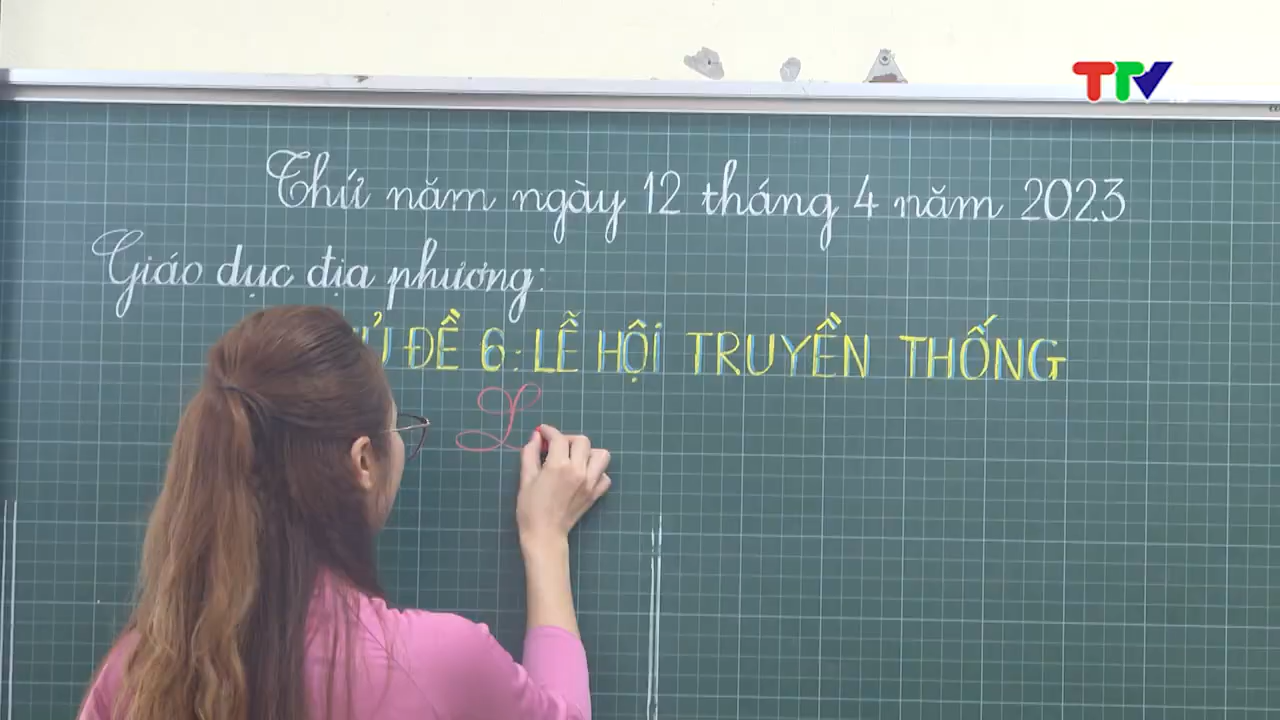 TTV
Thứ năm ngày 12 tháng 4 năm 2023
Giáo dục địa phương:
ĐỀ 6: LỄ HỘI TRUYỀN THỐNG
L